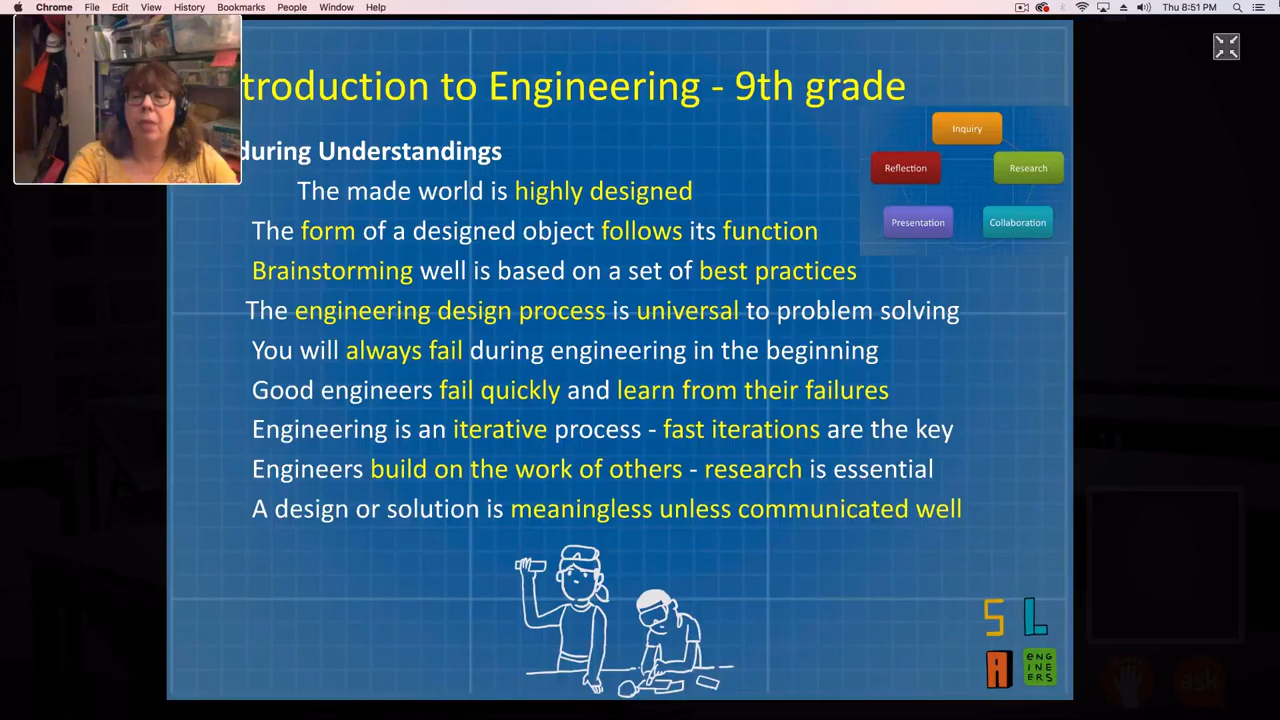 Chrome File Edit View History Bookmarks People Window Help Thu 8:51 PM
troduction to Engineering - 9th grade
during Understandings
The made world is highly designed
The form of a designed object follows its function
Brainstorming well is based on a set of best practices
The engineering design process is universal to problem solving
You will always fail during engineering in the beginning
Good engineers fail quickly and learn from their failures
Engineering is an iterative process - fast iterations are the key
Engineers build on the work of others - research is essential
A design or solution is meaningless unless communicated well
Inquiry
Reflection
Research
Presentation
Collaboration
S L
A ENG
INE
ERS
ask